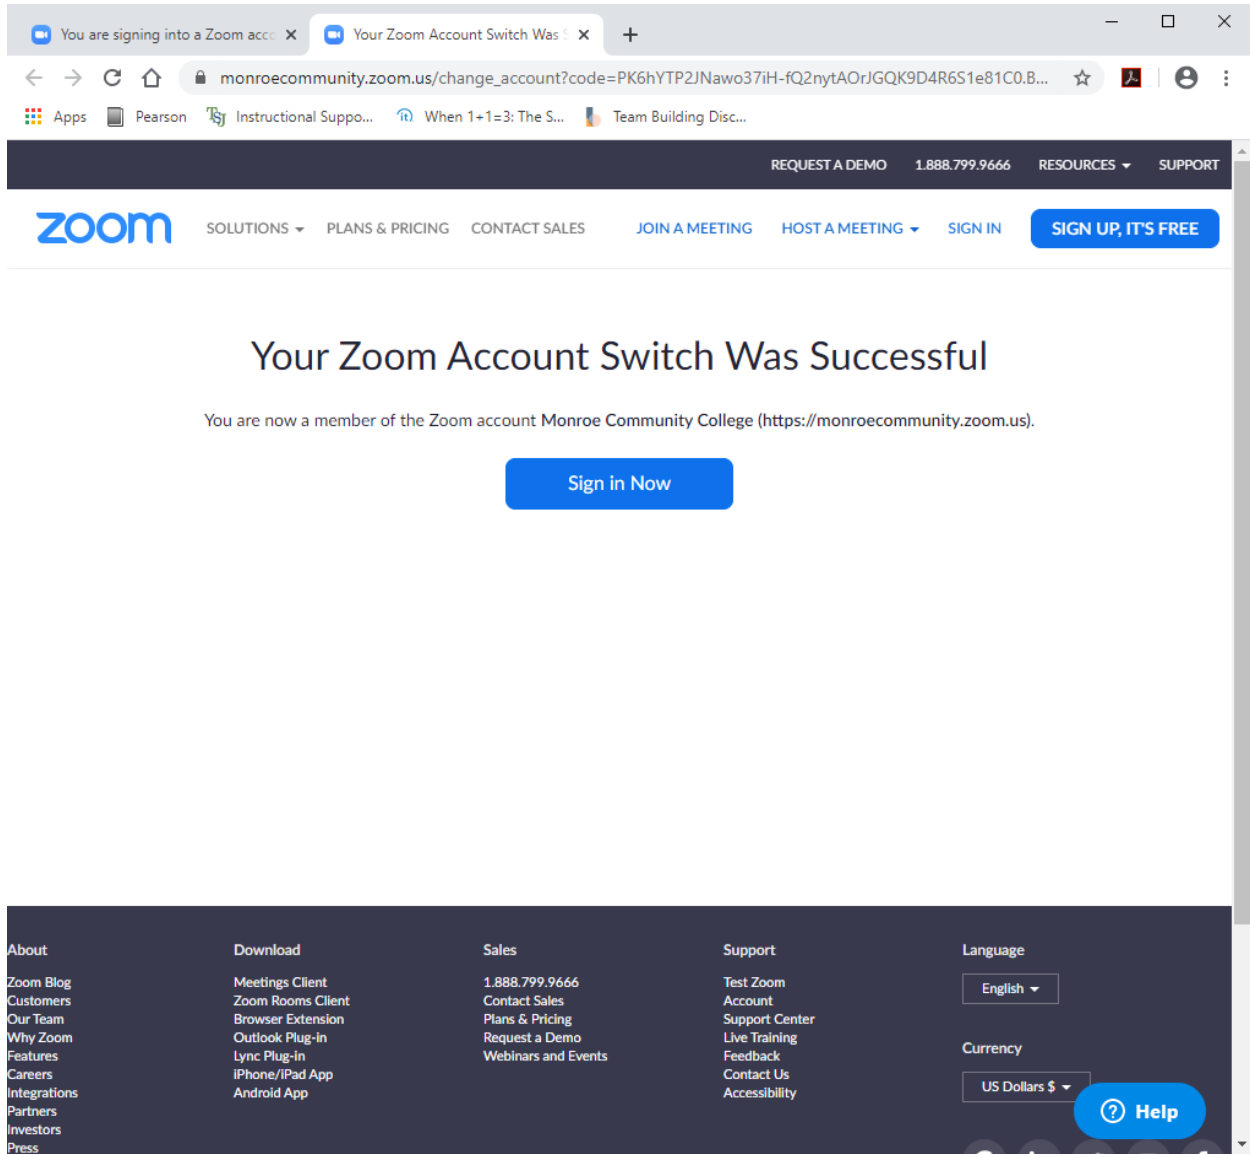 You are signing into a Zoom acco
Your Zoom Account Switch Was S
monroecommunity.zoom.us/change_account?code=PK6hYTP2JNawo37iH-fQ2nytAOrJGQK9D4R6S1e81C0.B...
Apps Pearson Instructional Suppo... When 1+1=3: The S... Team Building Disc...
REQUEST A DEMO 1.888.799.9666 RESOURCES SUPPORT
zoom SOLUTIONS PLANS & PRICING CONTACT SALES JOIN A MEETING HOST A MEETING SIGN IN SIGN UP, IT'S FREE
Your Zoom Account Switch Was Successful
You are now a member of the Zoom account Monroe Community College (https://monroecommunity.zoom.us).
Sign in Now
About
Zoom Blog
Customers
Our Team
Why Zoom
Features
Careers
Integrations
Partners
Investors
Press
Download
Meetings Client
Zoom Rooms Client
Browser Extension
Outlook Plug-in
Lync Plug-in
iPhone/iPad App
Android App
Sales
1.888.799.9666
Contact Sales
Plans & Pricing
Request a Demo
Webinars and Events
Support
Test Zoom
Account
Support Center
Live Training
Feedback
Contact Us
Accessibility
Language
English
Currency
US Dollars $
Help